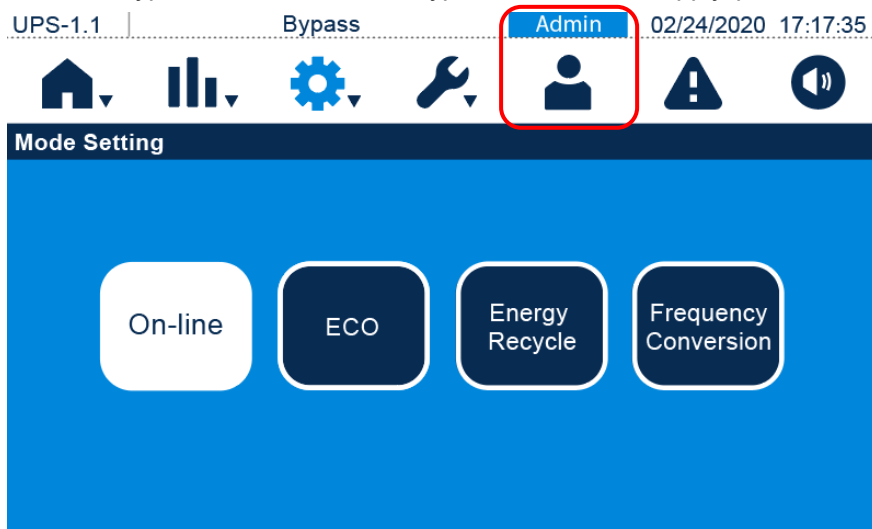 UPS-1.1 Bypass Admin 02/24/2020 17:17:35
Mode Setting
On-line
ECO
Energy
Recycle
Frequency
Conversion